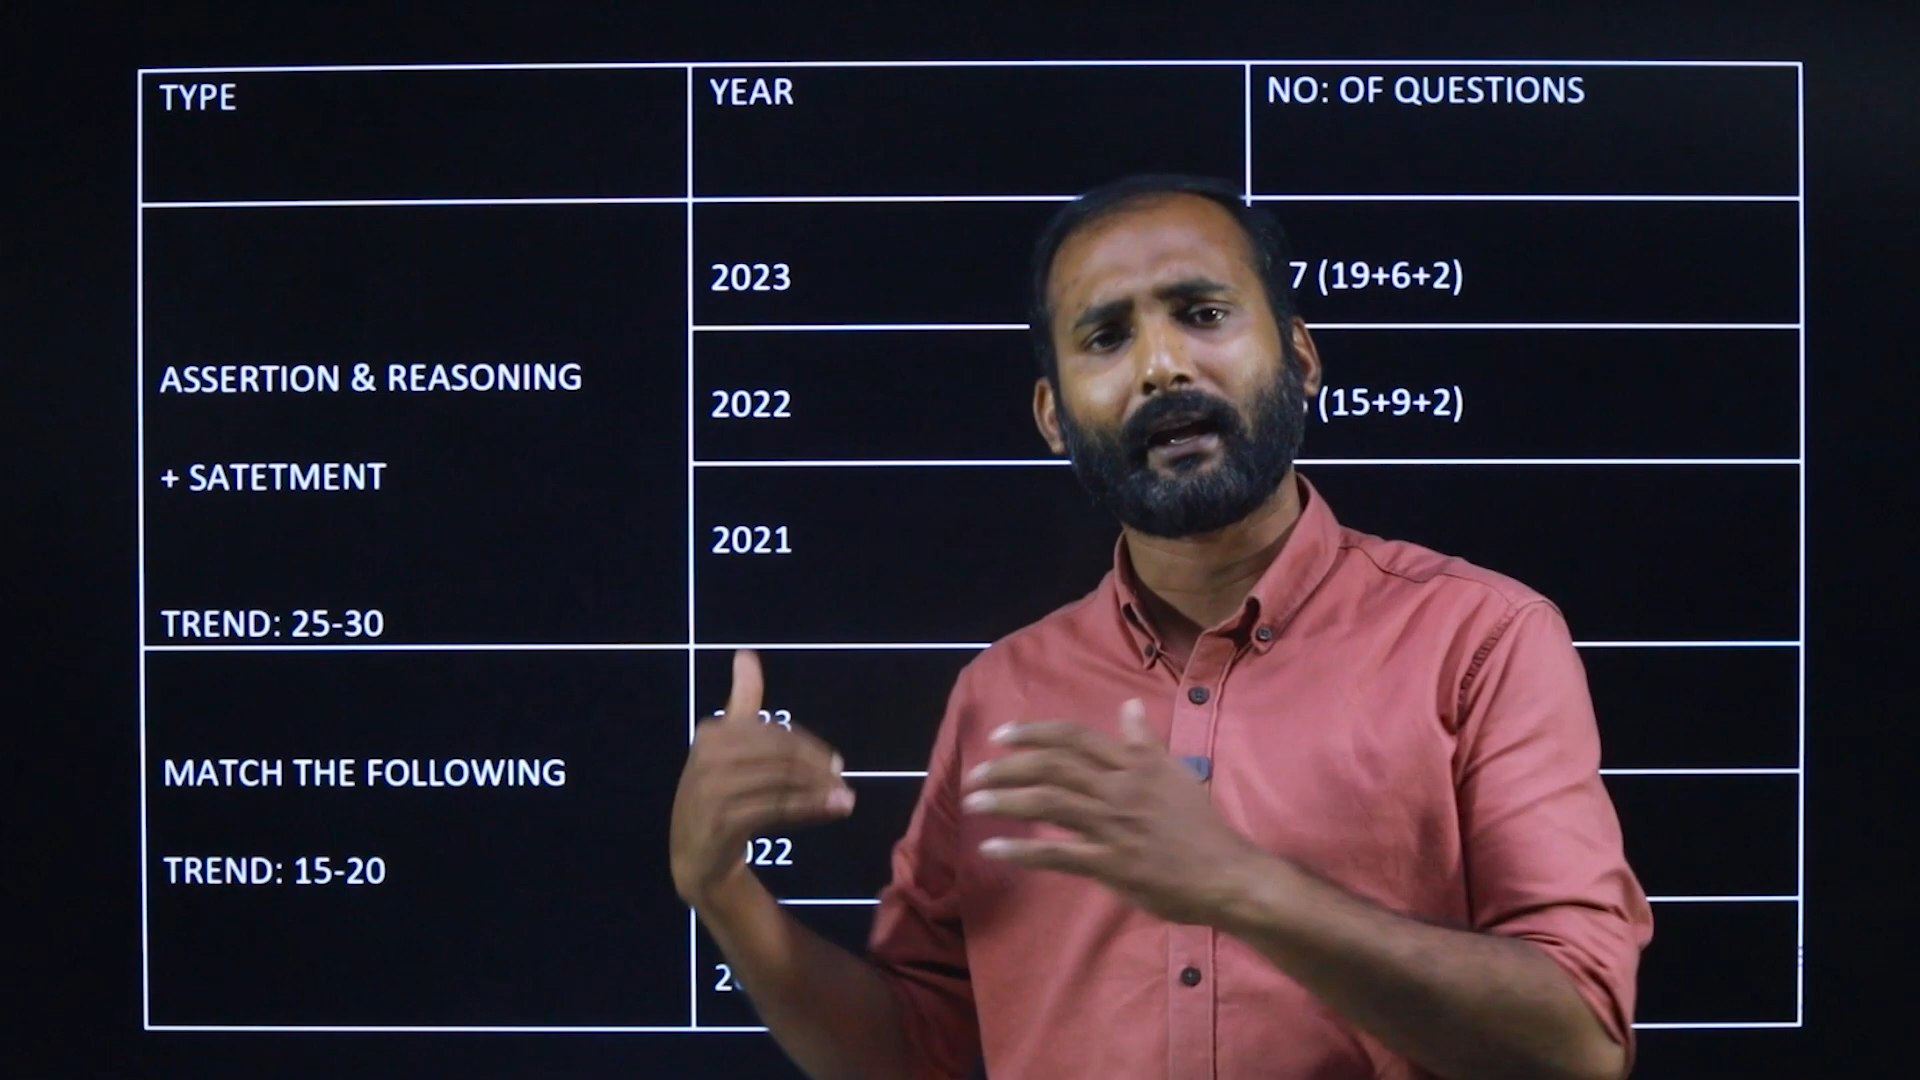 TYPE
YEAR
NO: OF QUESTIONS
ASSERTION & REASONING
+ SATETMENT
TREND: 25-30
2023
7 (19+6+2)
2022
(15+9+2)
2021
MATCH THE FOLLOWING
TREND: 15-20